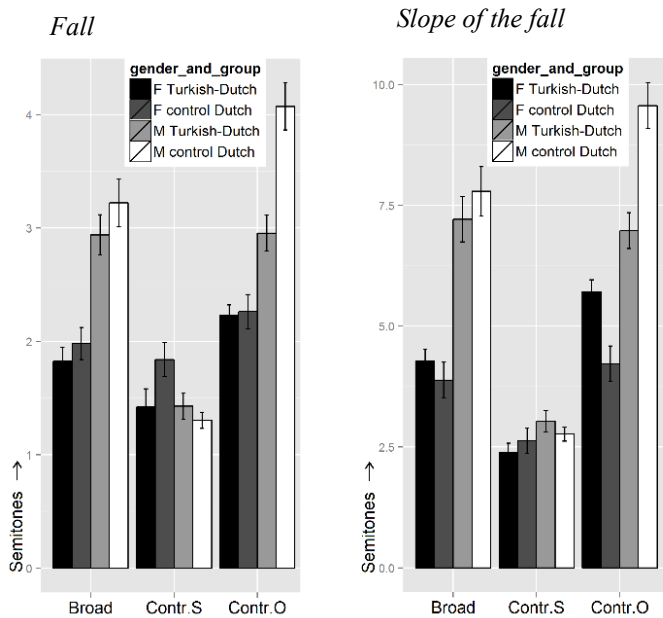 Fall
gender_and_group
F Turkish-Dutch
F control Dutch
M Turkish-Dutch
M control Dutch
4
3
2
1
0
Semitones →
Broad Contr.S Contr.O
Slope of the fall
gender_and_group
F Turkish-Dutch
F control Dutch
M Turkish-Dutch
M control Dutch
10.0
7.5
5.0
2.5
0.0
Semitones →
Broad Contr.S Contr.O